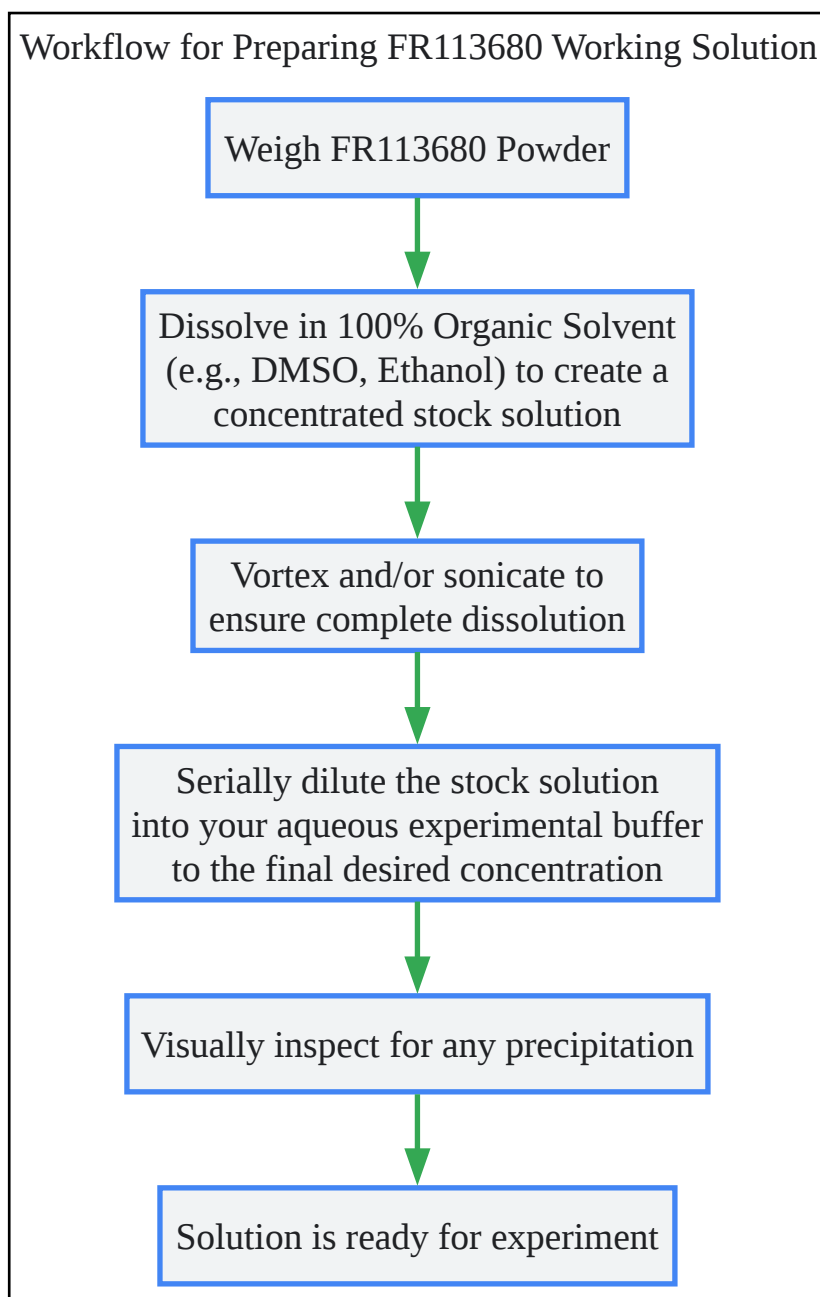 Workflow for Preparing FR113680 Working Solution
Weigh FR113680 Powder
Dissolve in 100% Organic Solvent
(e.g., DMSO, Ethanol) to create a
concentrated stock solution
Vortex and/or sonicate to
ensure complete dissolution
Serially dilute the stock solution
into your aqueous experimental buffer
to the final desired concentration
Visually inspect for any precipitation
Solution is ready for experiment